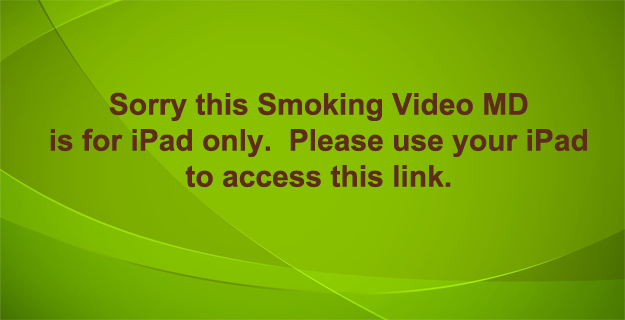 Sorry this Smoking Video MD
is for iPad only.  Please use your iPad
to access this link.